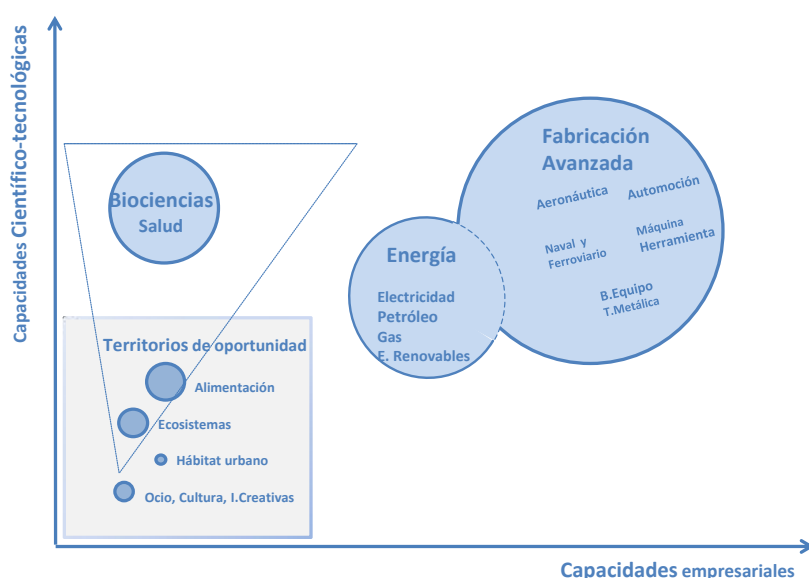 Capacidades Científico-tecnológicas
Fabricación
Avanzada
Aeronáutica
Automoción
Naval y
Ferroviario
Máquina
Herramienta
B.Equipo
T.Metálica
Biociencias
Salud
Energía
Electricidad
Petróleo
Gas
E. Renovables
Territorios de oportunidad
Alimentación
Ecosistemas
Hábitat urbano
Ocio, Cultura, I.Creativas
Capacidades empresariales